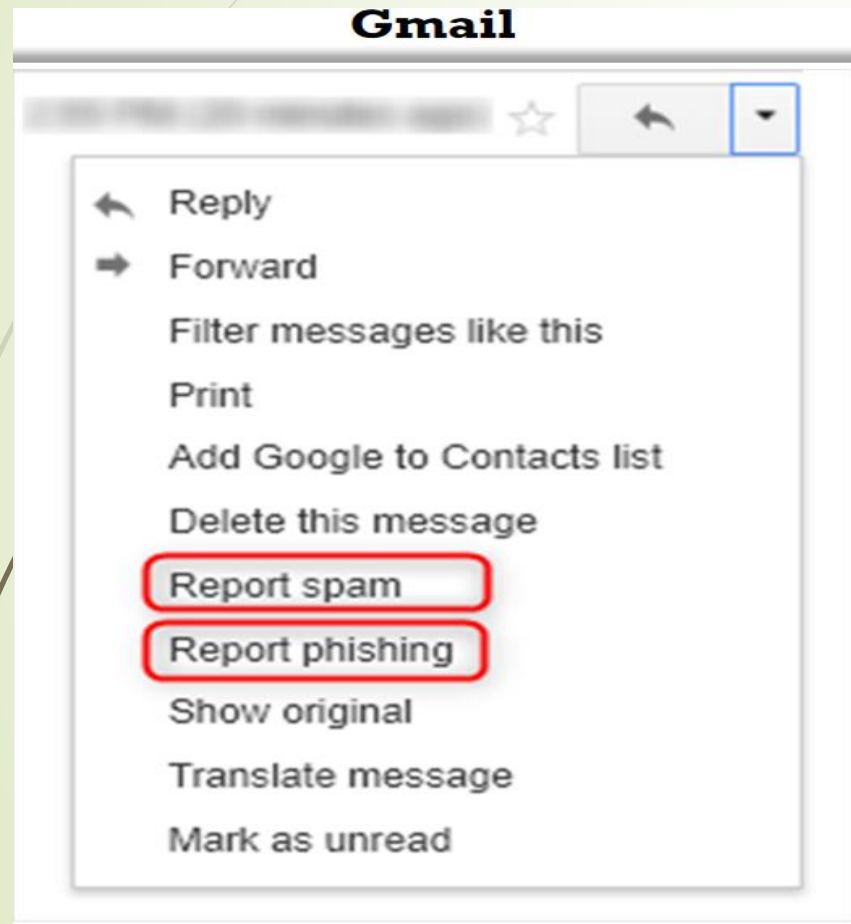 Gmail
Reply
Forward
Filter messages like this
Print
Add Google to Contacts list
Delete this message
Report spam
Report phishing
Show original
Translate message
Mark as unread